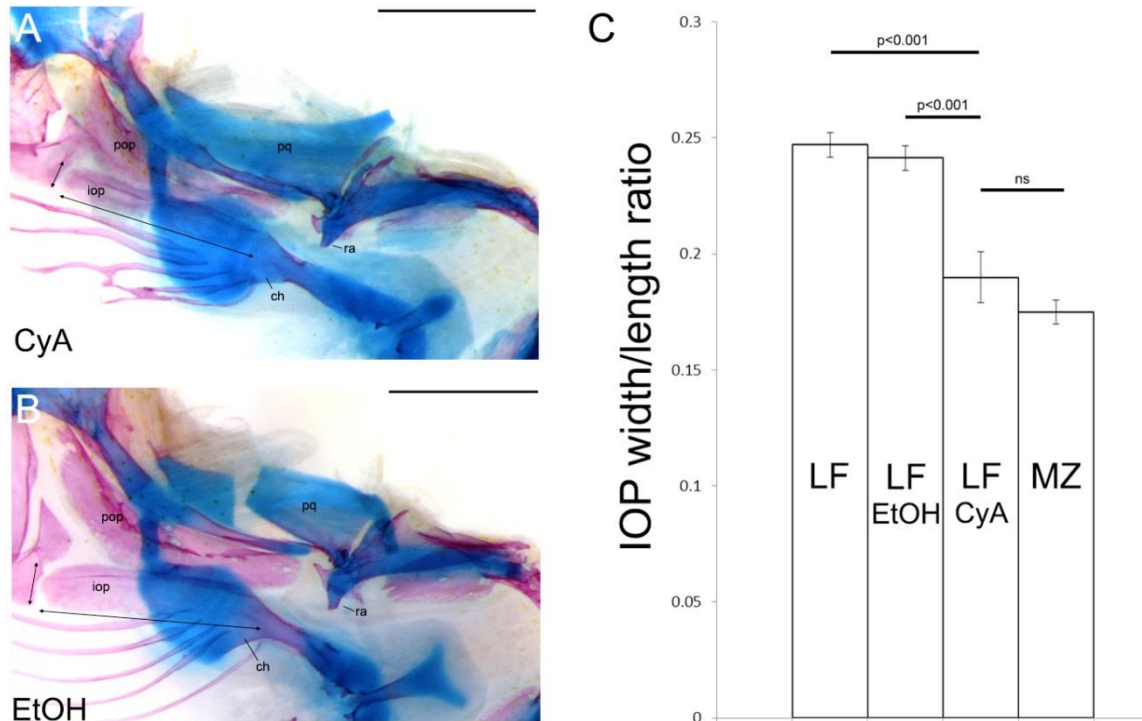 A
pop
pq
iop
ra
ch
CyA
B
pop
pq
iop
ra
ch
EtOH
C
IOP width/length ratio
0.3
0.25
0.2
0.15
0.1
0.05
0
p<0.001
p<0.001
ns
LF
LF
EtOH
LF
CyA
MZ